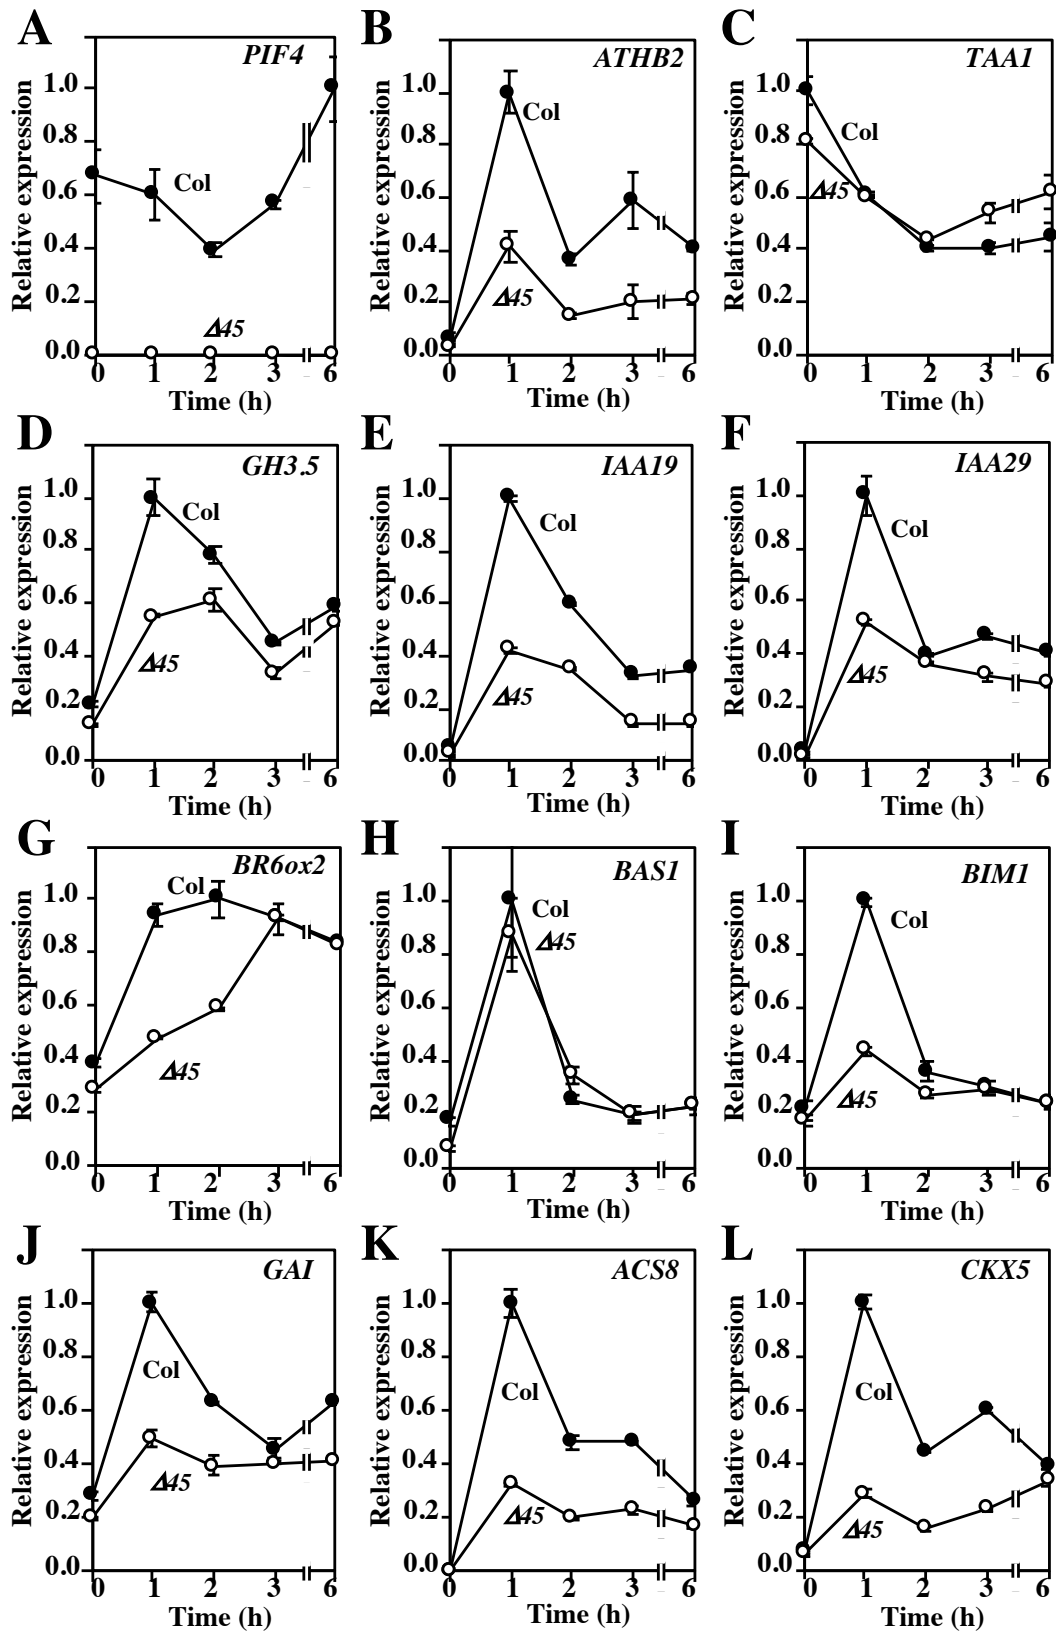 A
PIF4
Relative expression
1.0
0.8
0.6
0.4
0.2
0.0
Col
Δ45
0 1 2 3 6
Time (h)
B
ATHB2
Relative expression
1.0
0.8
0.6
0.4
0.2
0.0
Col
Δ45
0 1 2 3 6
Time (h)
C
TAA1
Relative expression
1.0
0.8
0.6
0.4
0.2
0.0
Col
Δ45
0 1 2 3 6
Time (h)
D
GH3.5
Relative expression
1.0
0.8
0.6
0.4
0.2
0.0
Col
Δ45
0 1 2 3 6
Time (h)
E
IAA19
Relative expression
1.0
0.8
0.6
0.4
0.2
0.0
Col
Δ45
0 1 2 3 6
Time (h)
F
IAA29
Relative expression
1.0
0.8
0.6
0.4
0.2
0.0
Col
Δ45
0 1 2 3 6
Time (h)
G
BR6ox2
Relative expression
1.0
0.8
0.6
0.4
0.2
0.0
Col
Δ45
0 1 2 3 6
Time (h)
H
BAS1
Relative expression
1.0
0.8
0.6
0.4
0.2
0.0
Col
Δ45
0 1 2 3 6
Time (h)
I
BIM1
Relative expression
1.0
0.8
0.6
0.4
0.2
0.0
Col
Δ45
0 1 2 3 6
Time (h)
J
GAI
Relative expression
1.0
0.8
0.6
0.4
0.2
0.0
Col
Δ45
0 1 2 3 6
Time (h)
K
ACS8
Relative expression
1.0
0.8
0.6
0.4
0.2
0.0
Col
Δ45
0 1 2 3 6
Time (h)
L
CKX5
Relative expression
1.0
0.8
0.6
0.4
0.2
0.0
Col
Δ45
0 1 2 3 6
Time (h)